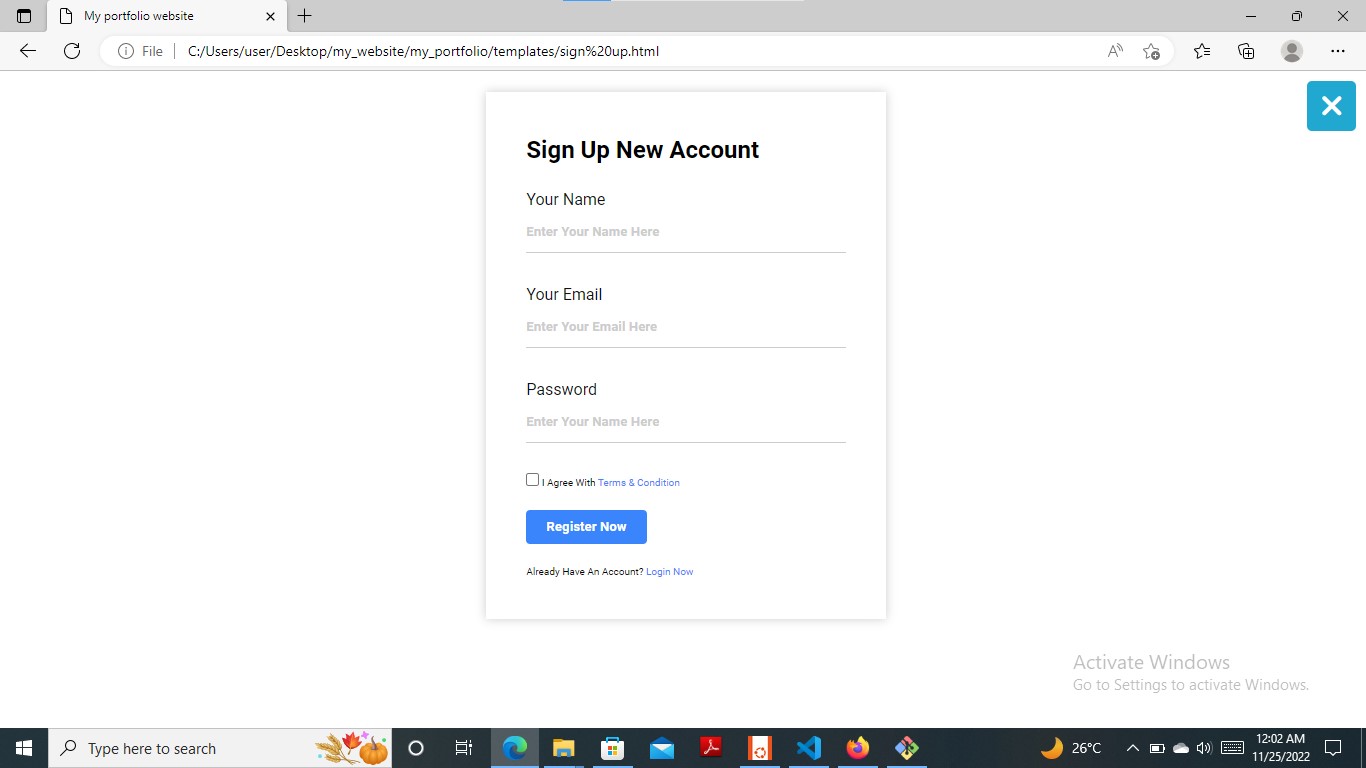 My portfolio website
File
C:/Users/user/Desktop/my_website/my_portfolio/templates/sign%20up.html
Sign Up New Account
Your Name
Enter Your Name Here
Your Email
Enter Your Email Here
Password
Enter Your Name Here
I Agree With Terms & Condition
Register Now
Already Have An Account? Login Now
Activate Windows
Go to Settings to activate Windows.
Type here to search
26°C
12:02 AM
11/25/2022